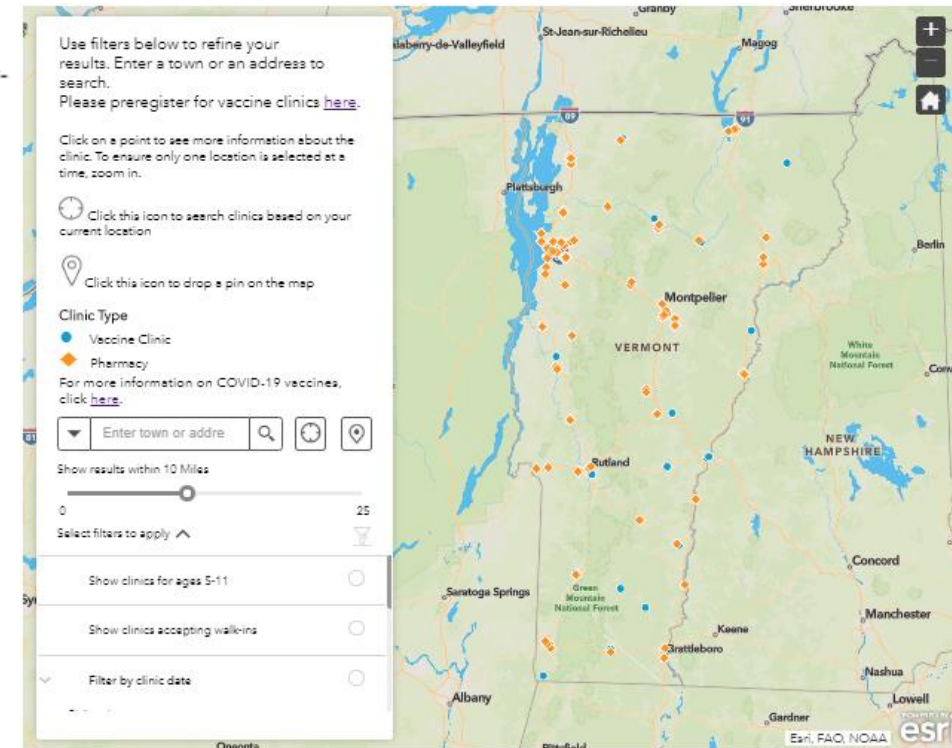 Use filters below to refine your
results. Enter a town or an address to
search.
Please preregister for vaccine clinics here.
Click on a point to see more information about the
clinic. To ensure only one location is selected at a
time, zoom in.
Click this icon to search clinics based on your
current location
Click this icon to drop a pin on the map
Clinic Type
Vaccine Clinic
Pharmacy
For more information on COVID-19 vaccines,
click here.
Enter town or addre
Show results within 10 Miles
0 25
Select filters to apply
Show clinics for ages 5-11
Show clinics accepting walk-ins
Filter by clinic date
Granby
Sherbrooke
St-Jean-sur-Richelieu
alaberry-de-Valleyfield
Magog
+
89
91
Plattsburgh
Berlin
Montpelier
VERMONT
White
Mountain
National Forest
Conw
81
NEW
HAMPSHIRE
Rutland
Concord
Saratoga Springs
Green
Mountain
National Forest
Manchester
Keene
Brattleboro
Nashua
Albany
Lowell
Gardner
POWERED BY
esri
Esri, FAO, NOAA
Oneonta
Pittsfield